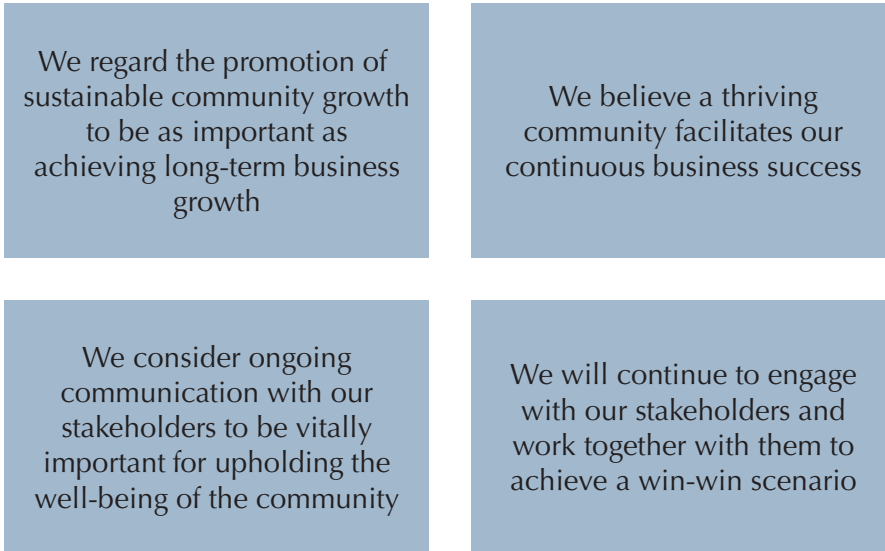 We regard the promotion of
sustainable community growth
to be as important as
achieving long-term business
growth
We believe a thriving
community facilitates our
continuous business success
We consider ongoing
communication with our
stakeholders to be vitally
important for upholding the
well-being of the community
We will continue to engage
with our stakeholders and
work together with them to
achieve a win-win scenario